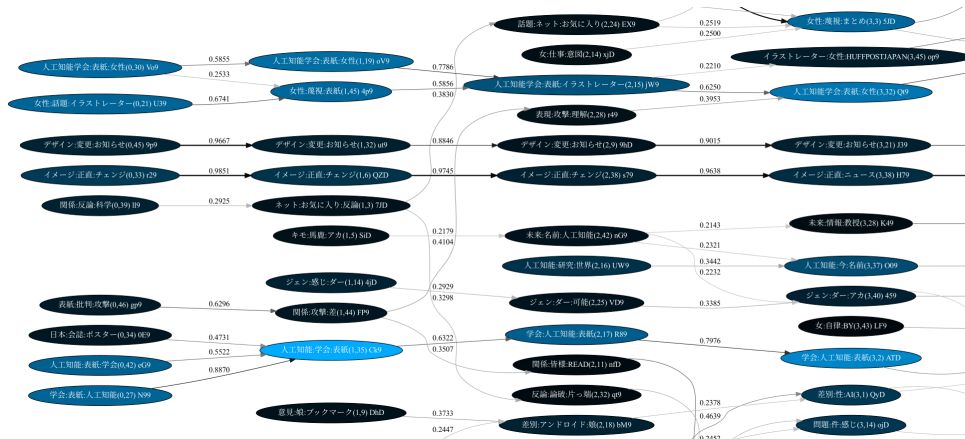 話題:ネット:お気に入り(2,24) EX9
0.2519
女性:蔑視:まとめ(3,3) 5JD
0.2500
女:仕事:意図(2,14) xjD
人工知能学会:表紙:女性(0,30) Vo9
0.5855
人工知能学会:表紙:女性(1,19) oV9
0.7786
イラストレーター:女性:HUFFPOSTJAPAN(3,45) op9
0.2533
0.2210
女性:話題:イラストレーター(0,21) U39
0.6741
女性:蔑視:表紙(1,45) 4p9
0.5856
0.3830
人工知能学会:表紙:イラストレーター(2,15) jW9
0.6250
人工知能学会:表紙:女性(3,32) Qt9
0.3953
表現:攻撃:理解(2,28) r49
デザイン:変更:お知らせ(0,45) 9p9
0.9667
デザイン:変更:お知らせ(1,32) ut9
0.8846
デザイン:変更:お知らせ(2,9) 9hD
0.9015
デザイン:変更:お知らせ(3,21) J39
イメージ:正直:チェンジ(0,33) r29
0.9851
イメージ:正直:チェンジ(1,6) QZD
0.9745
イメージ:正直:チェンジ(2,38) s79
0.9638
イメージ:正直:ニュース(3,38) H79
関係:反論:科学(0,39) II9
0.2925
ネット:お気に入り:反論(1,3) 7JD
キモ:馬鹿:アカ(1,5) SiD
0.2179
0.4104
未来:名前:人工知能(2,42) nG9
0.2143
未来:情報:教授(3,28) K49
0.2321
人工知能:研究:世界(2,16) UW9
0.3442
0.2232
人工知能:今:名前(3,37) O09
ジェン:感じ:ダー(1,14) 4jD
0.2929
0.3298
ジェン:ダー:可能(2,25) VD9
0.3385
ジェン:ダー:アカ(3,40) 459
表紙:批判:攻撃(0,46) gp9
0.6296
関係:攻撃:差(1,44) FP9
日本:会誌:ポスター(0,34) 0E9
0.4731
人工知能:学会:表紙(1,35) Ck9
0.6322
0.3507
学会:人工知能:表紙(2,17) R89
0.7976
女:自律:BY(3,43) LF9
人工知能:表紙:学会(0,42) eG9
0.5522
学会:人工知能:表紙(3,2) ATD
関係:皆様:READ(2,11) nfD
学会:表紙:人工知能(0,27) N99
0.8870
反論:論破:片っ端(2,32) qt9
0.2378
差別:性:AI(3,1) QyD
意見:娘:ブックマーク(1,9) DhD
0.3733
0.2447
差別:アンドロイド:娘(2,18) bM9
0.4639
0.2452
問題:件:感じ(3,14) ojD